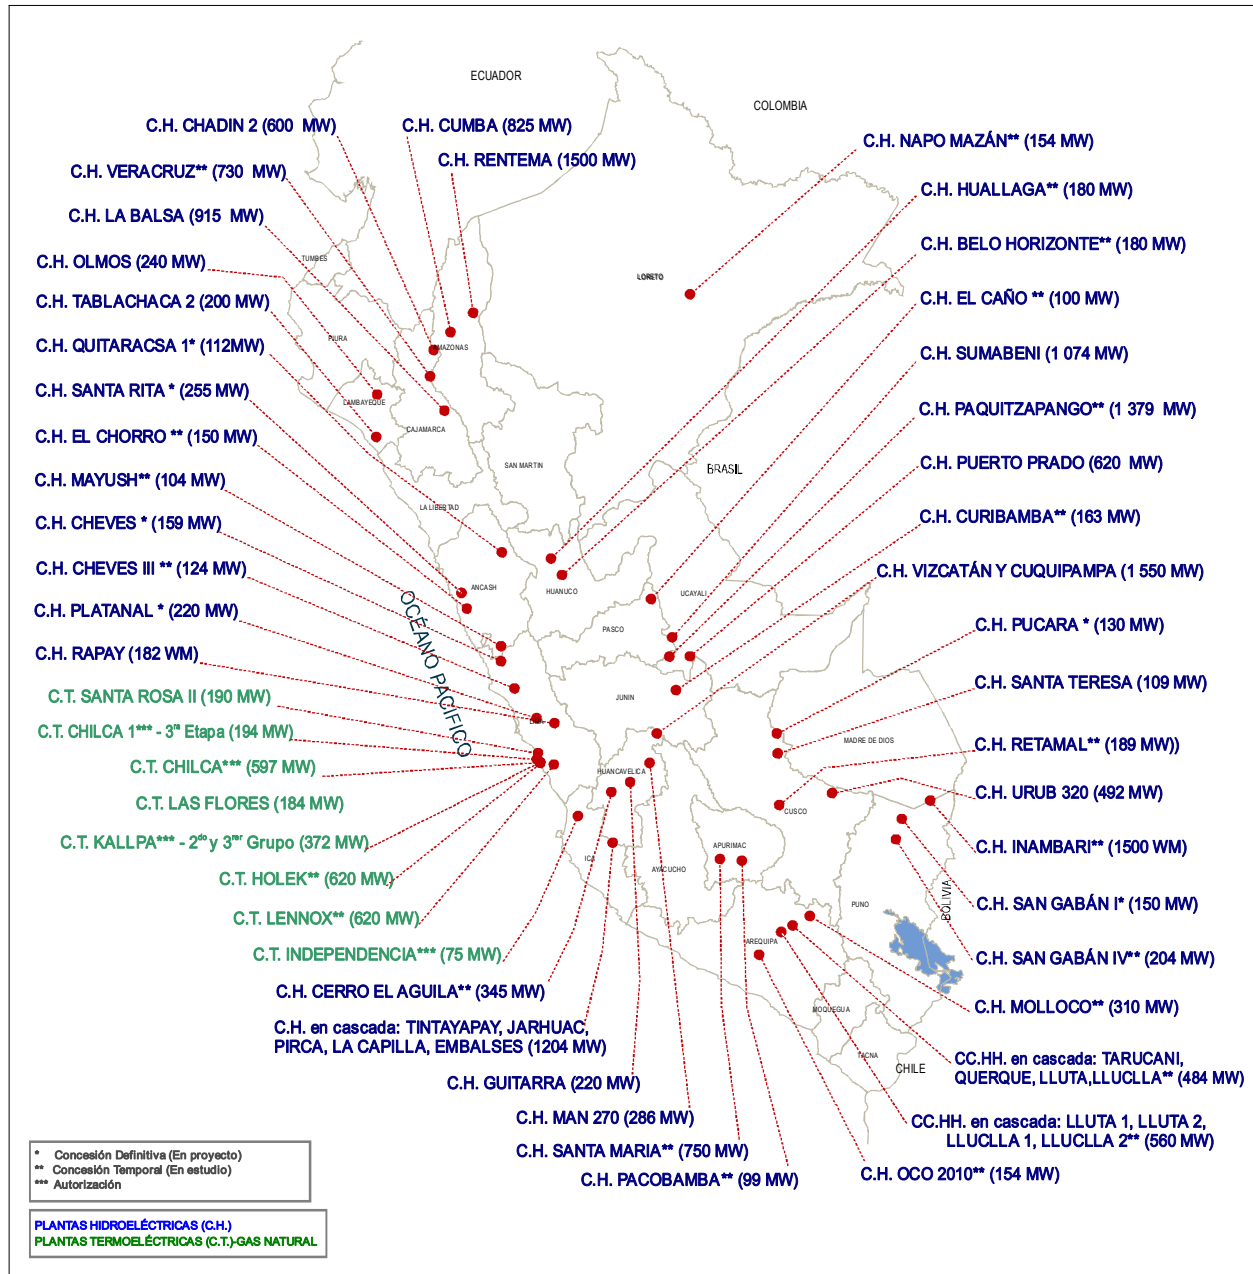 ECUADOR
COLOMBIA
C.H. CHADIN 2 (600 MW)
C.H. CUMBA (825 MW)
C.H. RENTEMA (1500 MW)
C.H. VERACRUZ** (730 MW)
C.H. LA BALSA (915 MW)
C.H. OLMOS (240 MW)
C.H. TABLACHACA 2 (200 MW)
C.H. QUITARACSA 1* (112MW)
C.H. SANTA RITA * (255 MW)
C.H. EL CHORRO ** (150 MW)
C.H. MAYUSH** (104 MW)
C.H. CHEVES * (159 MW)
C.H. CHEVES III ** (124 MW)
C.H. PLATANAL * (220 MW)
C.H. RAPAY (182 WM)
C.T. SANTA ROSA II (190 MW)
C.T. CHILCA 1*** - 3ra Etapa (194 MW)
C.T. CHILCA*** (597 MW)
C.T. LAS FLORES (184 MW)
C.T. KALLPA*** - 2do y 3rer Grupo (372 MW)
C.T. HOLEK** (620 MW)
C.T. LENNOX** (620 MW)
C.T. INDEPENDENCIA*** (75 MW)
C.H. CERRO EL AGUILA** (345 MW)
C.H. en cascada: TINTAYAPAY, JARHUAC,
PIRCA, LA CAPILLA, EMBALSES (1204 MW)
C.H. GUITARRA (220 MW)
C.H. MAN 270 (286 MW)
C.H. SANTA MARIA** (750 MW)
C.H. PACOBAMBA** (99 MW)
C.H. NAPO MAZÁN** (154 MW)
C.H. HUALLAGA** (180 MW)
C.H. BELO HORIZONTE** (180 MW)
C.H. EL CAÑO ** (100 MW)
C.H. SUMABENI (1 074 MW)
C.H. PAQUITZAPANGO** (1 379 MW)
C.H. PUERTO PRADO (620 MW)
C.H. CURIBAMBA** (163 MW)
C.H. VIZCATÁN Y CUQUIPAMPA (1 550 MW)
C.H. PUCARA * (130 MW)
C.H. SANTA TERESA (109 MW)
C.H. RETAMAL** (189 MW))
C.H. URUB 320 (492 MW)
C.H. INAMBARI** (1500 WM)
C.H. SAN GABÁN I* (150 MW)
C.H. SAN GABÁN IV** (204 MW)
C.H. MOLLOCO** (310 MW)
CC.HH. en cascada: TARUCANI,
QUERQUE, LLUTA,LLUCLLA** (484 MW)
CC.HH. en cascada: LLUTA 1, LLUTA 2,
LLUCLLA 1, LLUCLLA 2** (560 MW)
C.H. OCO 2010** (154 MW)
TUMBES
PIURA
LORETO
AMAZONAS
LAMBAYEQUE
CAJAMARCA
SAN MARTIN
BRASIL
LA LIBERTAD
ANCASH
HUANUCO
UCAYALI
PASCO
OCÉANO PACÍFICO
JUNIN
LIMA
MADRE DE DIOS
HUANCAVELICA
CUSCO
ICA
APURIMAC
AYACUCHO
PUNO
BOLIVIA
AREQUIPA
MOQUEGUA
TACNA
CHILE
* Concesión Definitiva (En proyecto)
** Concesión Temporal (En estudio)
*** Autorización
PLANTAS HIDROELÉCTRICAS (C.H.)
PLANTAS TERMOELÉCTRICAS (C.T.)-GAS NATURAL